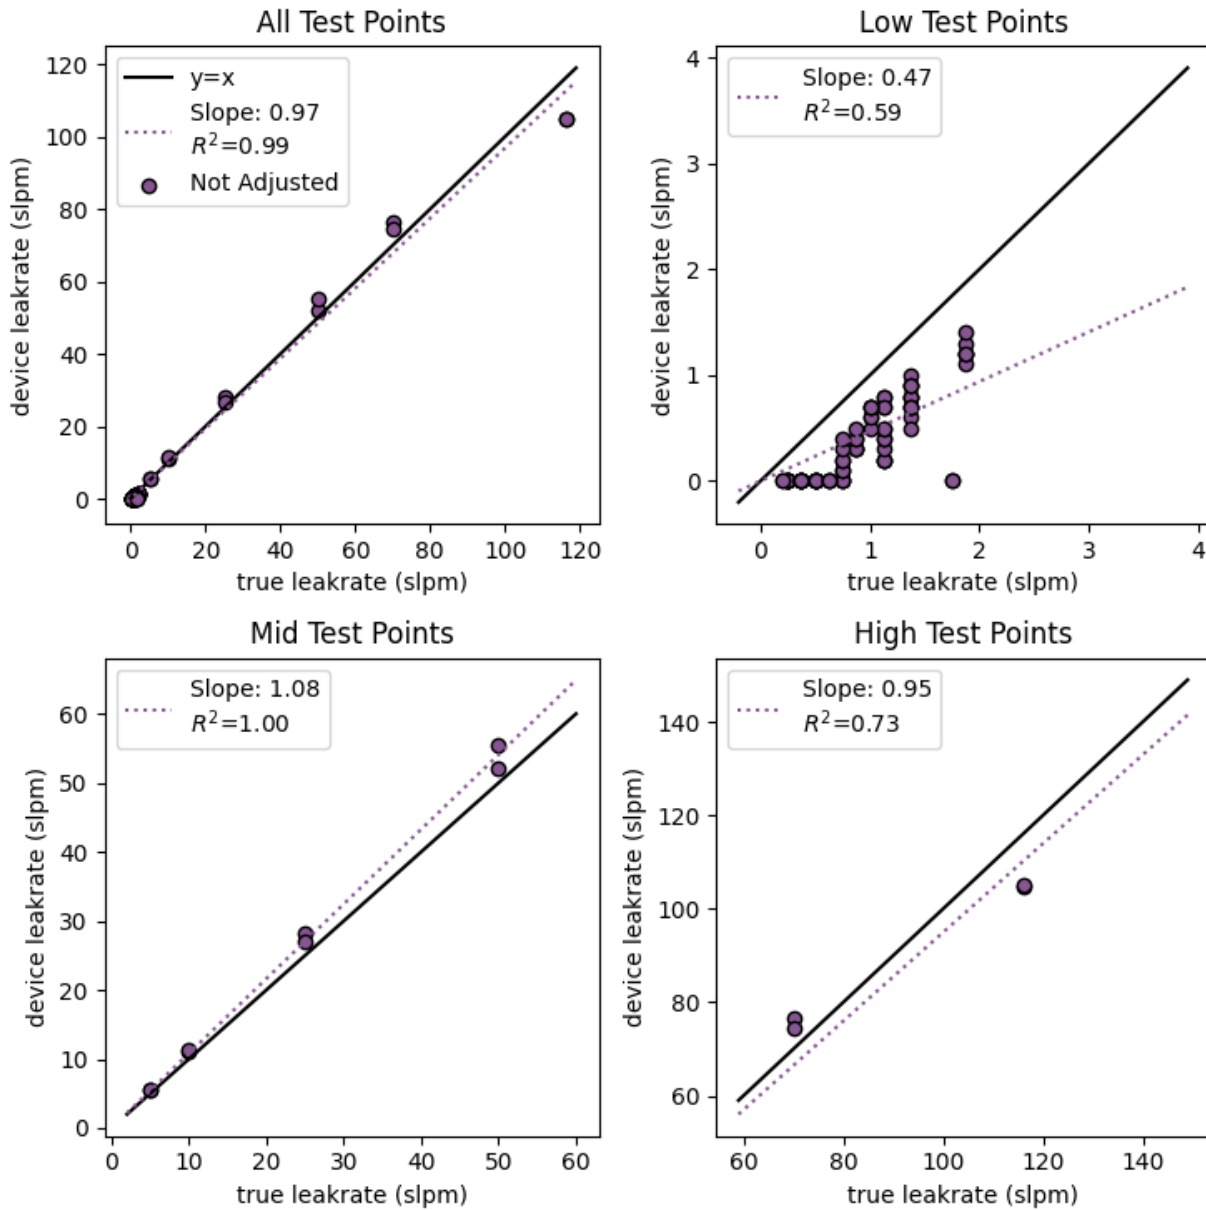 All Test Points
120
100
80
60
40
20
0
device leakrate (slpm)
y=x
Slope: 0.97
R²=0.99
Not Adjusted
0 20 40 60 80 100 120
true leakrate (slpm)
Low Test Points
4
3
2
1
0
device leakrate (slpm)
Slope: 0.47
R²=0.59
0 1 2 3 4
true leakrate (slpm)
Mid Test Points
60
50
40
30
20
10
0
device leakrate (slpm)
Slope: 1.08
R²=1.00
0 10 20 30 40 50 60
true leakrate (slpm)
High Test Points
140
120
100
80
60
device leakrate (slpm)
Slope: 0.95
R²=0.73
60 80 100 120 140
true leakrate (slpm)